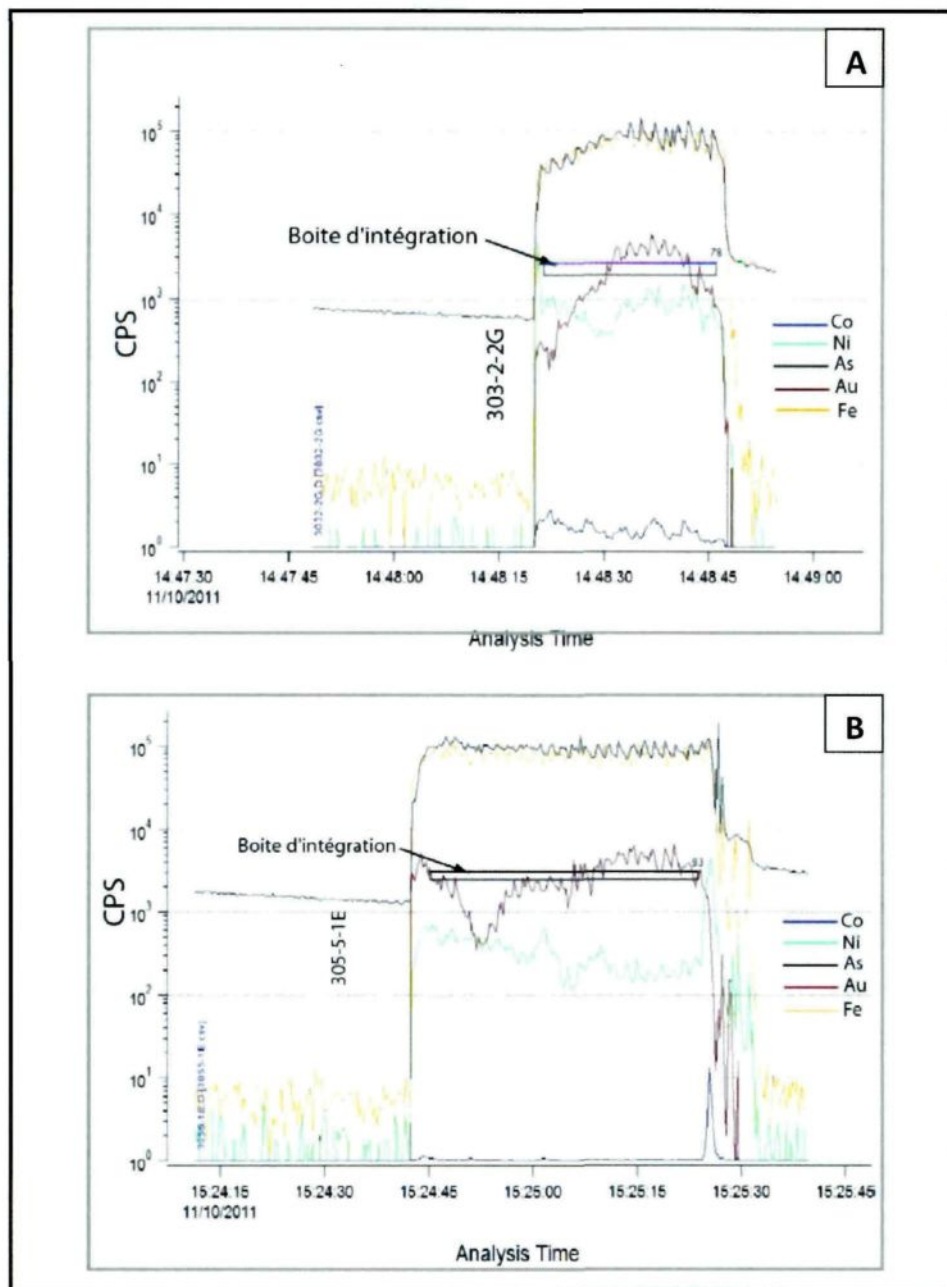 A
10⁵
10⁴
10³
10²
10¹
10⁰
CPS
Boite d'intégration
303-2-2G
Co
Ni
As
Au
Fe
14 47.30
14 47.45
14 48:00
14 48.15
14 48.30
14 48.45
14 49:00
11/10/2011
Analysis Time
B
10⁵
10⁴
10³
10²
10¹
10⁰
CPS
Boite d'intégration
305-5-1E
Co
Ni
As
Au
Fe
15:24.15
15:24.30
15:24.45
15:25:00
15:25.15
15:25.30
15:25.45
11/10/2011
Analysis Time